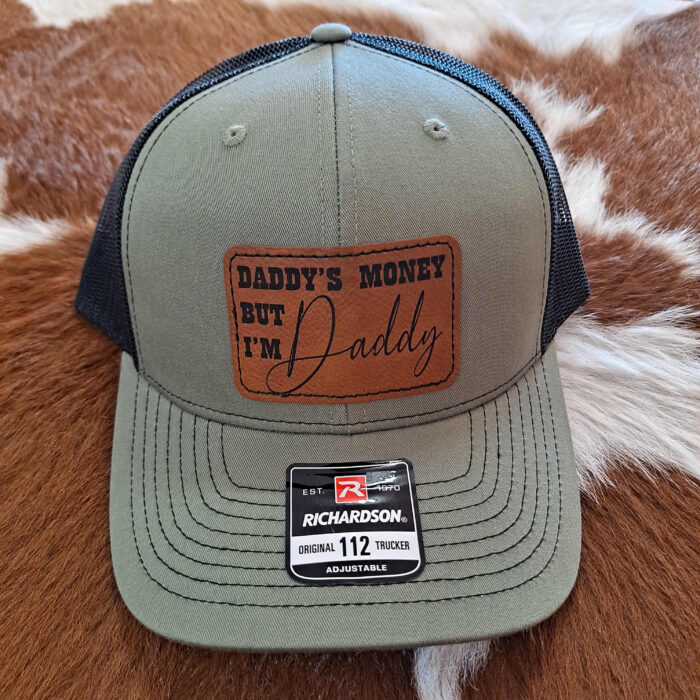 DADDY'S MONEY
BUT
I'M Daddy
EST. R 1970
RICHARDSON®
ORIGINAL 112 TRUCKER
ADJUSTABLE